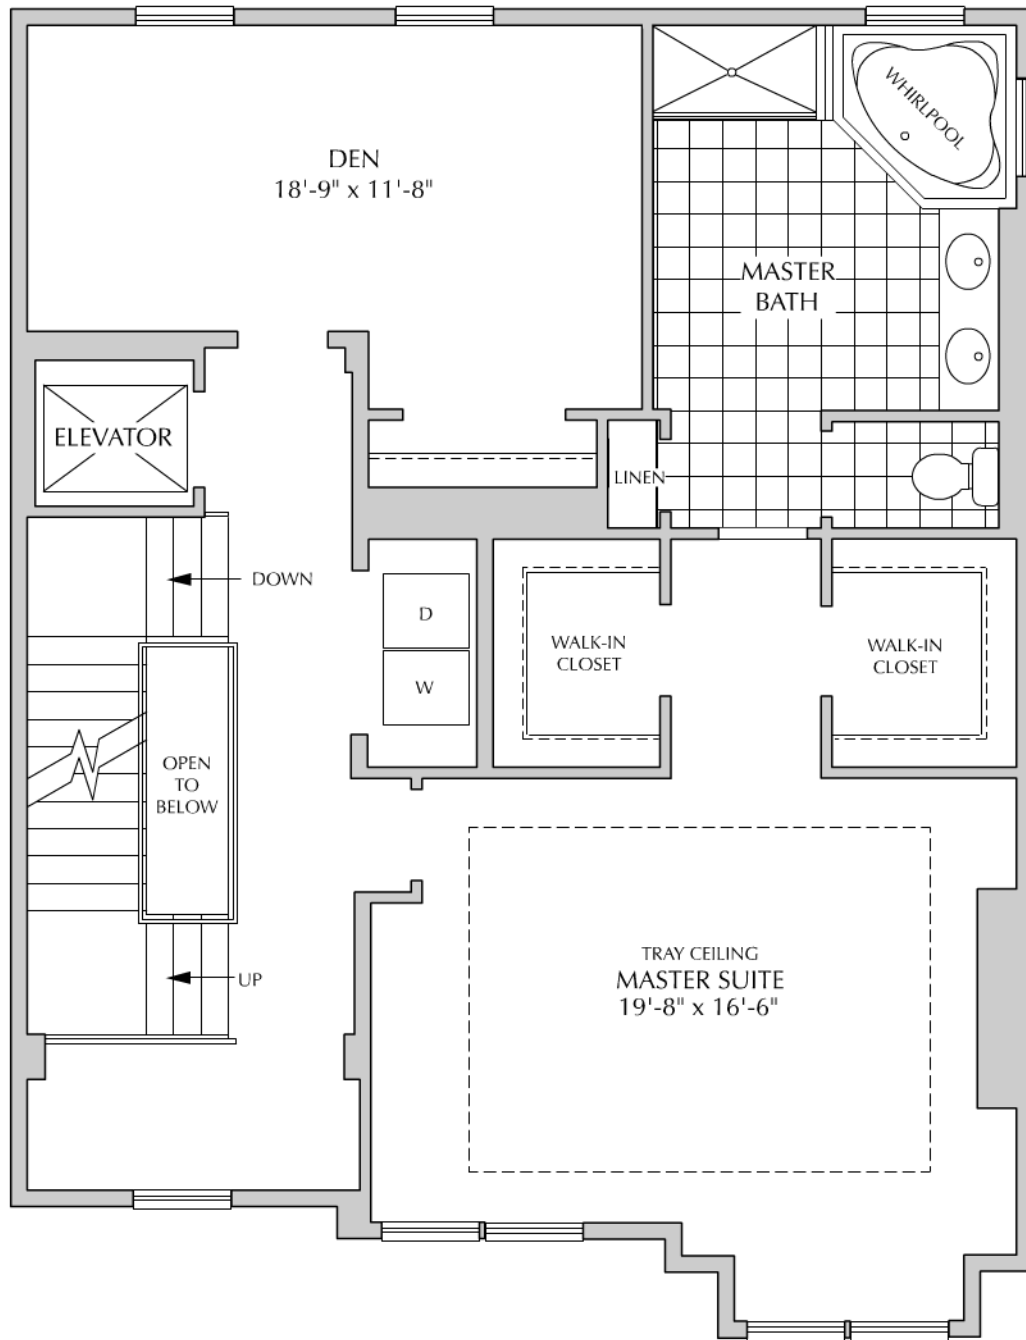 DEN
18'-9" x 11'-8"
WHIRLPOOL
MASTER
BATH
ELEVATOR
LINEN
DOWN
D
W
WALK-IN
CLOSET
WALK-IN
CLOSET
OPEN
TO
BELOW
UP
TRAY CEILING
MASTER SUITE
19'-8" x 16'-6"